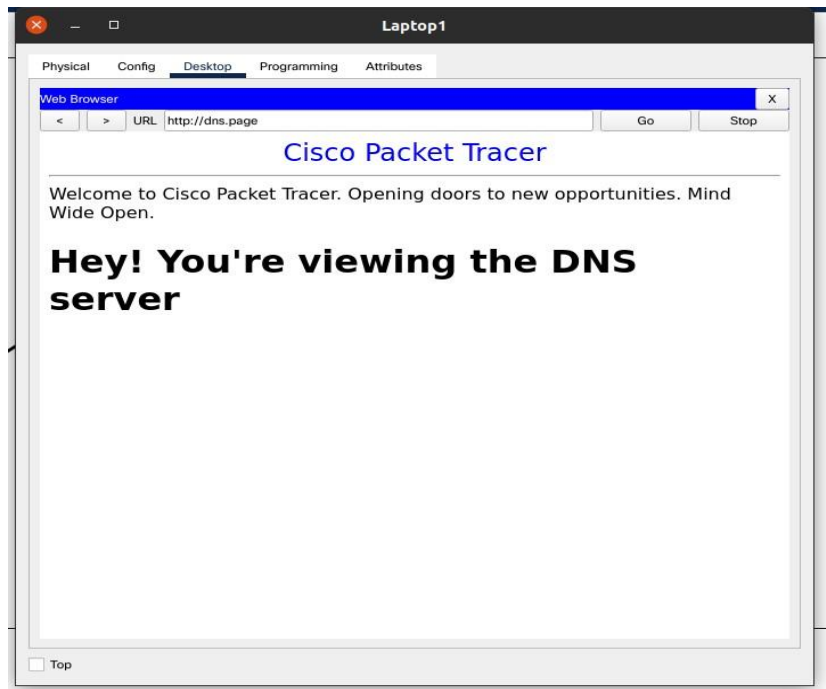 Laptop1
Physical Config Desktop Programming Attributes
Web Browser X
< > URL http://dns.page Go Stop
Cisco Packet Tracer
Welcome to Cisco Packet Tracer. Opening doors to new opportunities. Mind
Wide Open.
Hey! You're viewing the DNS
server
Top